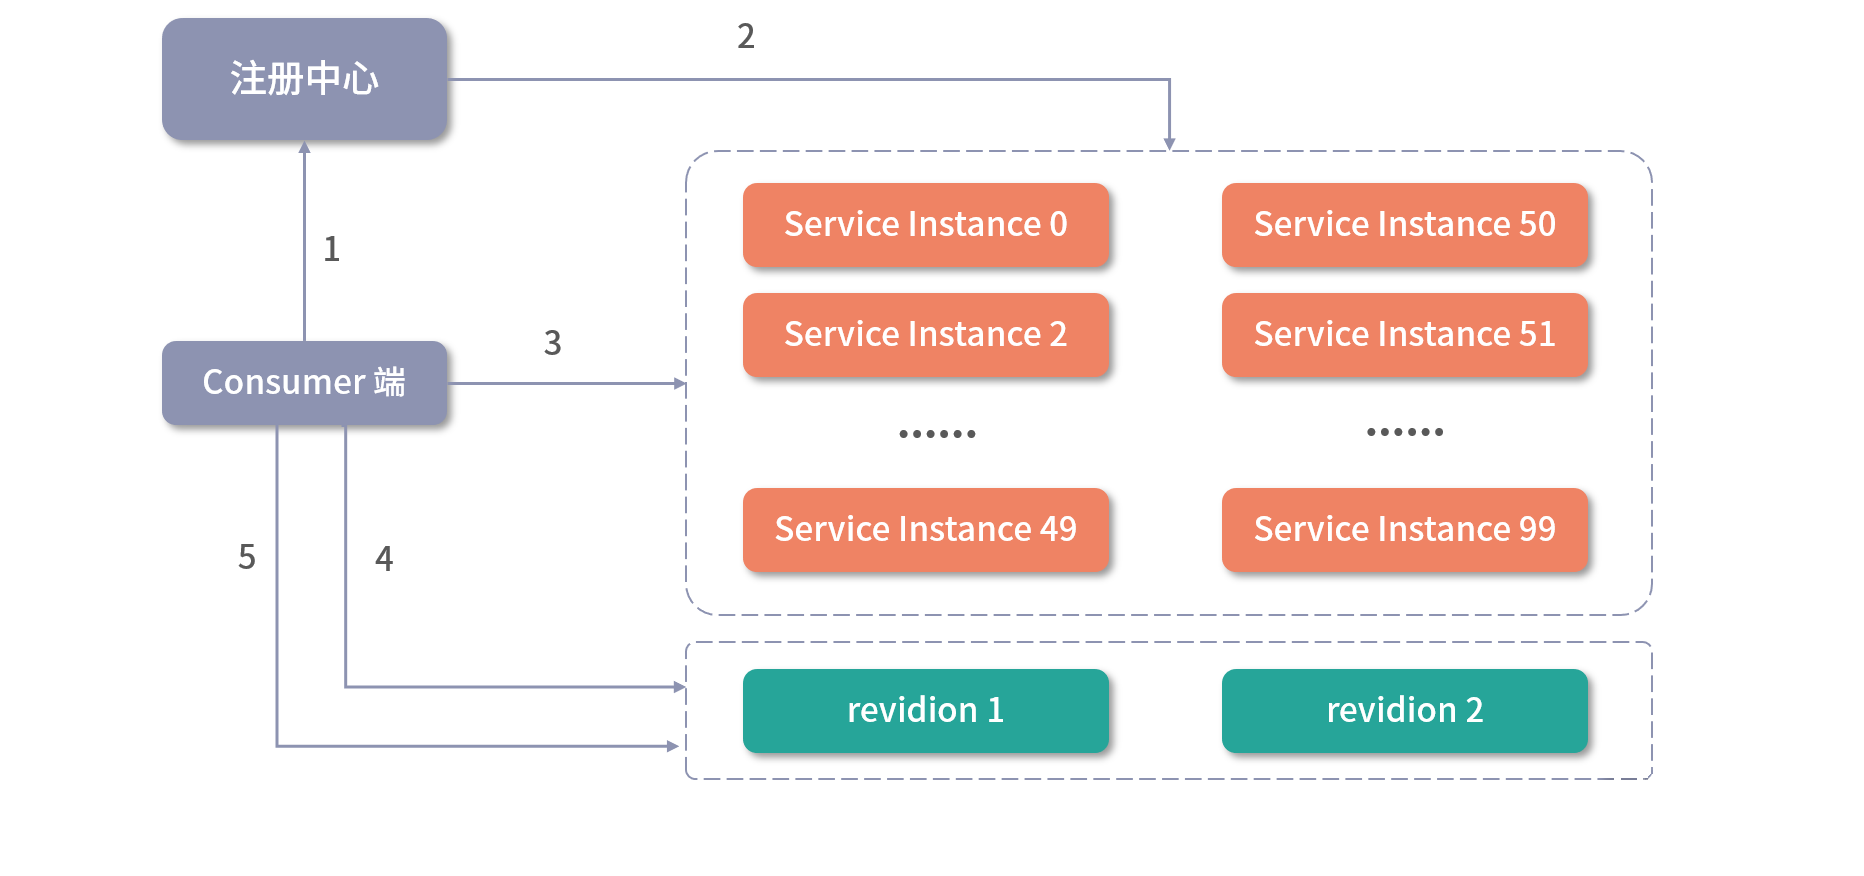 注册中心
2
1
Consumer 端
3
Service Instance 0
Service Instance 50
Service Instance 2
Service Instance 51
......
......
Service Instance 49
Service Instance 99
5
4
revidion 1
revidion 2